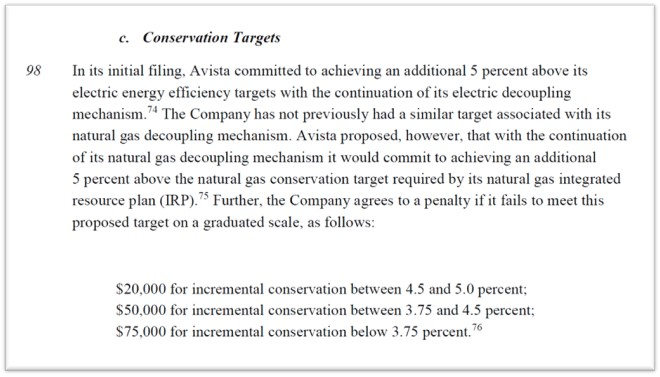 c. Conservation Targets
98 In its initial filing, Avista committed to achieving an additional 5 percent above its
electric energy efficiency targets with the continuation of its electric decoupling
mechanism.74 The Company has not previously had a similar target associated with its
natural gas decoupling mechanism. Avista proposed, however, that with the continuation
of its natural gas decoupling mechanism it would commit to achieving an additional
5 percent above the natural gas conservation target required by its natural gas integrated
resource plan (IRP).75 Further, the Company agrees to a penalty if it fails to meet this
proposed target on a graduated scale, as follows:
$20,000 for incremental conservation between 4.5 and 5.0 percent;
$50,000 for incremental conservation between 3.75 and 4.5 percent;
$75,000 for incremental conservation below 3.75 percent.76